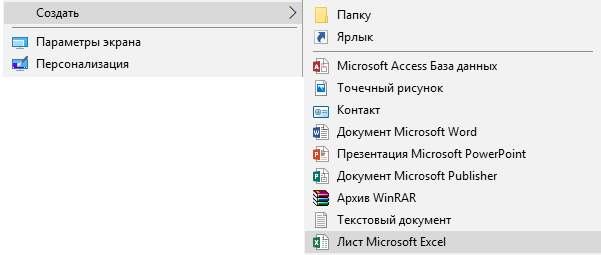 Создать
Параметры экрана
Персонализация
Папку
Ярлык
Microsoft Access База данных
Точечный рисунок
Контакт
Документ Microsoft Word
Презентация Microsoft PowerPoint
Документ Microsoft Publisher
Архив WinRAR
Текстовый документ
Лист Microsoft Excel